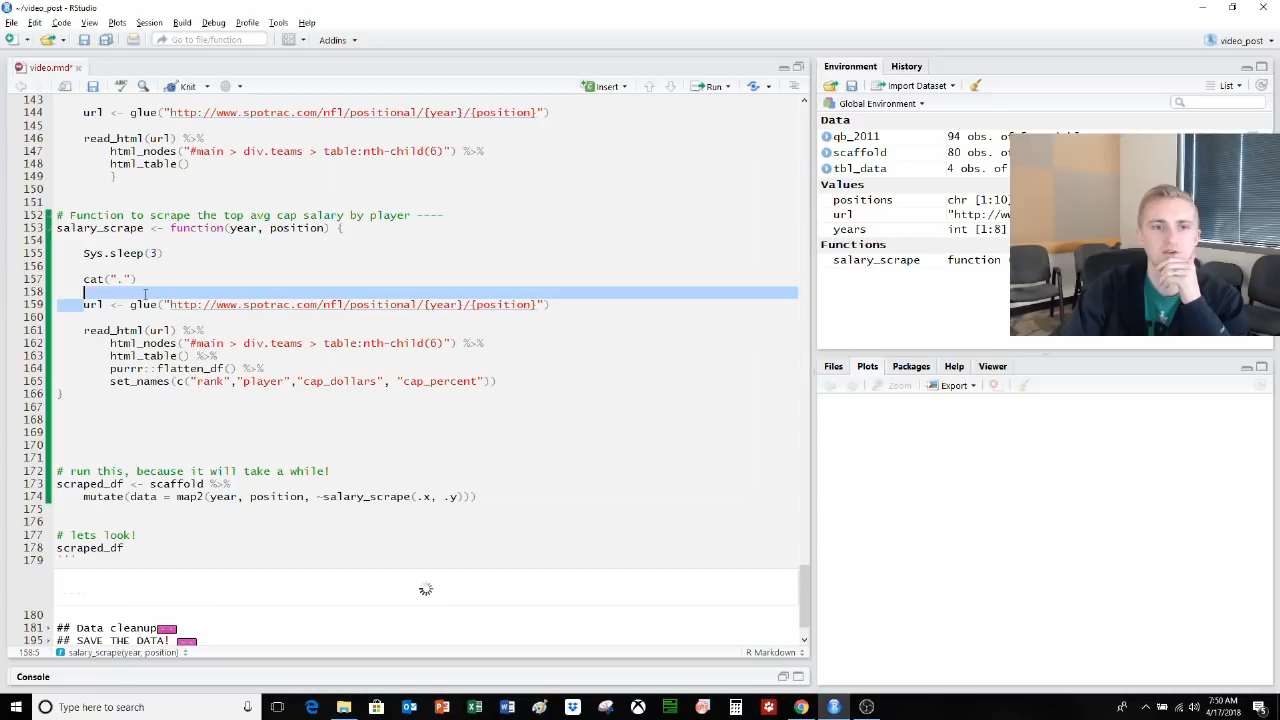 ~/video_post - RStudio
File Edit Code View Plots Session Build Debug Profile Tools Help
Go to file/function
Addins
video_post
video.rmd*
Knit
Insert
Run
143
144 url <- glue("http://www.spotrac.com/nfl/positional/{year}/{position}")
145
146 read_html(url) %>%
147 html_nodes("#main > div.teams > table:nth-child(6)") %>%
148 html_table()
149 }
150
151
152 # Function to scrape the top avg cap salary by player ----
153 salary_scrape <- function(year, position) {
154
155 Sys.sleep(3)
156
157 cat(".")
158
159 url <- glue("http://www.spotrac.com/nfl/positional/{year}/{position}")
160
161 read_html(url) %>%
162 html_nodes("#main > div.teams > table:nth-child(6)") %>%
163 html_table() %>%
164 purrr::flatten_df() %>%
165 set_names(c("rank","player","cap_dollars", "cap_percent"))
166 }
167
168
169
170
171
172 # run this, because it will take a while!
173 scraped_df <- scaffold %>%
174 mutate(data = map2(year, position, ~salary_scrape(.x, .y)))
175
176
177 # lets look!
178 scraped_df
179 ```
....
180
181 ## Data cleanup
195 ## SAVE THE DATA!
158:5 salary_scrape(year, position) R Markdown
Console
Environment History
Import Dataset List
Global Environment
Data
qb_2011 94 obs. of
scaffold 80 obs. of
tbl_data 4 obs. of
Values
positions chr [1:10]
url "http://ww
years int [1:8]
Functions
salary_scrape function (
Files Plots Packages Help Viewer
Zoom Export
Type here to search
7:50 AM
4/17/2018